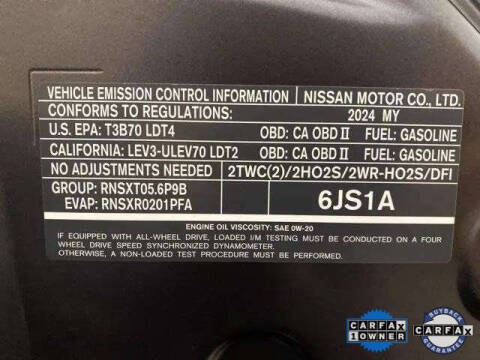 VEHICLE EMISSION CONTROL INFORMATION NISSAN MOTOR CO., LTD.
CONFORMS TO REGULATIONS: 2024 MY
U.S. EPA: T3B70 LDT4 OBD: CA OBD II FUEL: GASOLINE
CALIFORNIA: LEV3-ULEV70 LDT2 OBD: CA OBD II FUEL: GASOLINE
NO ADJUSTMENTS NEEDED 2TWC(2)/2HO2S/2WR-HO2S/DFI
GROUP: RNSXT05.6P9B
EVAP: RNSXR0201PFA
6JS1A
ENGINE OIL VISCOSITY: SAE 0W-20
IF EQUIPPED WITH ALL-WHEEL DRIVE, LOADED I/M TESTING MUST BE CONDUCTED ON A FOUR-
WHEEL SPEED SYNCHRONIZED DYNAMOMETER.
OTHERWISE, A NON-LOADED TEST PROCEDURE MUST BE PERFORMED.
CARFAX
1 OWNER
BUYBACK
CARFAX
GUARANTEE